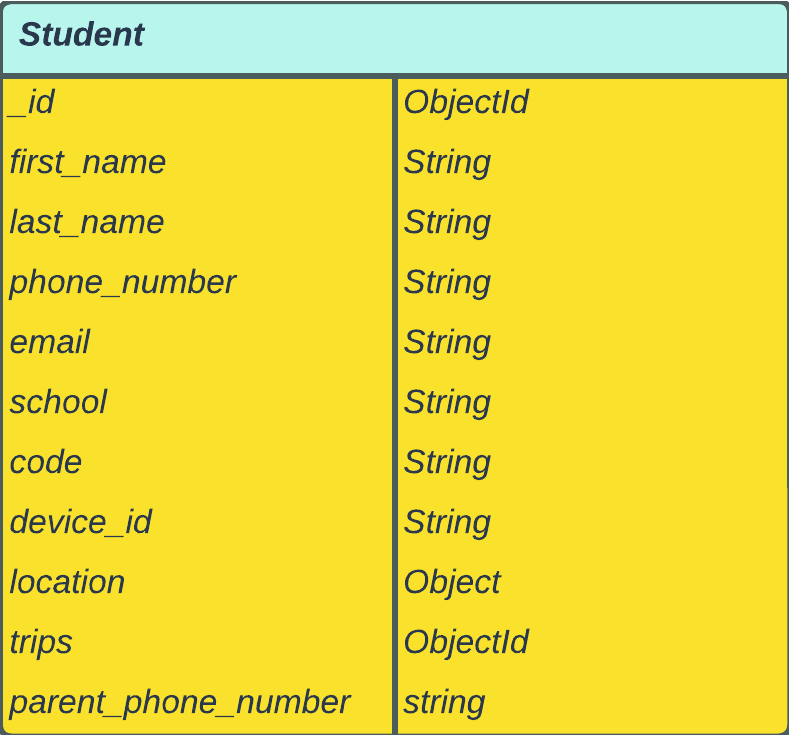 Student
_id ObjectId
first_name String
last_name String
phone_number String
email String
school String
code String
device_id String
location Object
trips ObjectId
parent_phone_number string